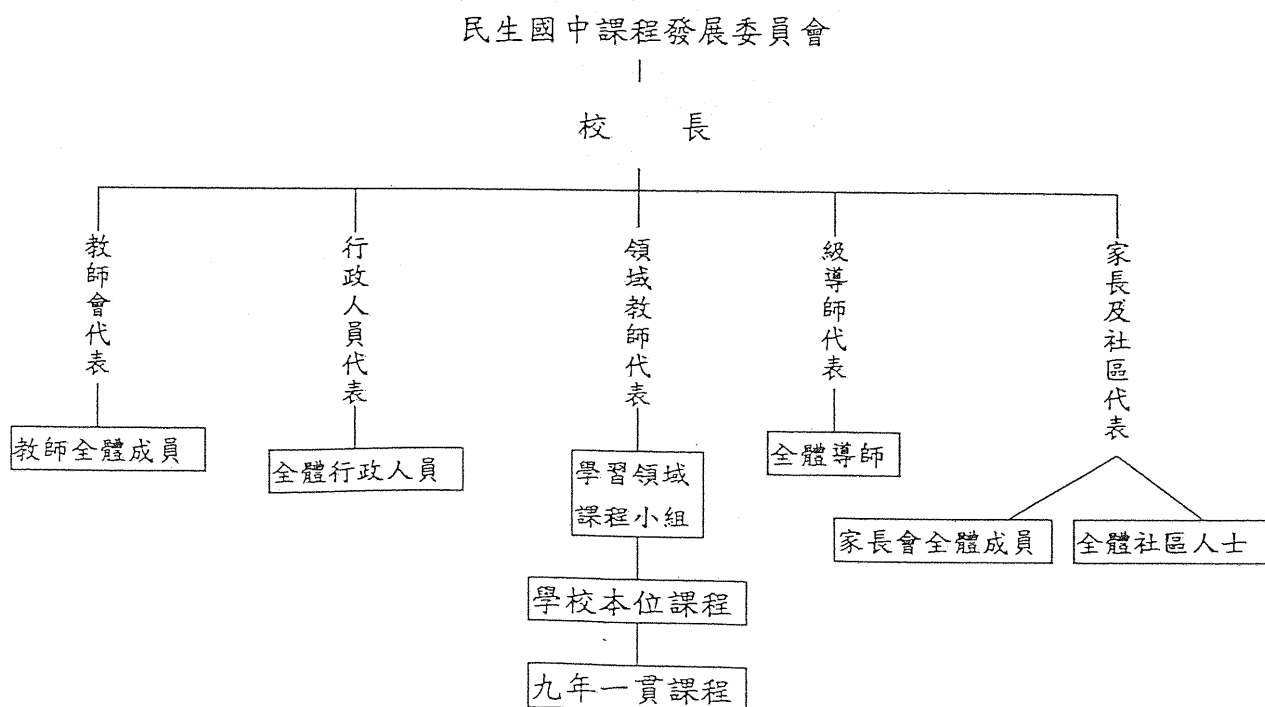 民生國中課程發展委員會
校長
教師會代表
行政人員代表
領域教師代表
級導師代表
家長及社區代表
教師全體成員
全體行政人員
學習領域
課程小組
全體導師
家長會全體成員
全體社區人士
學校本位課程
九年一貫課程